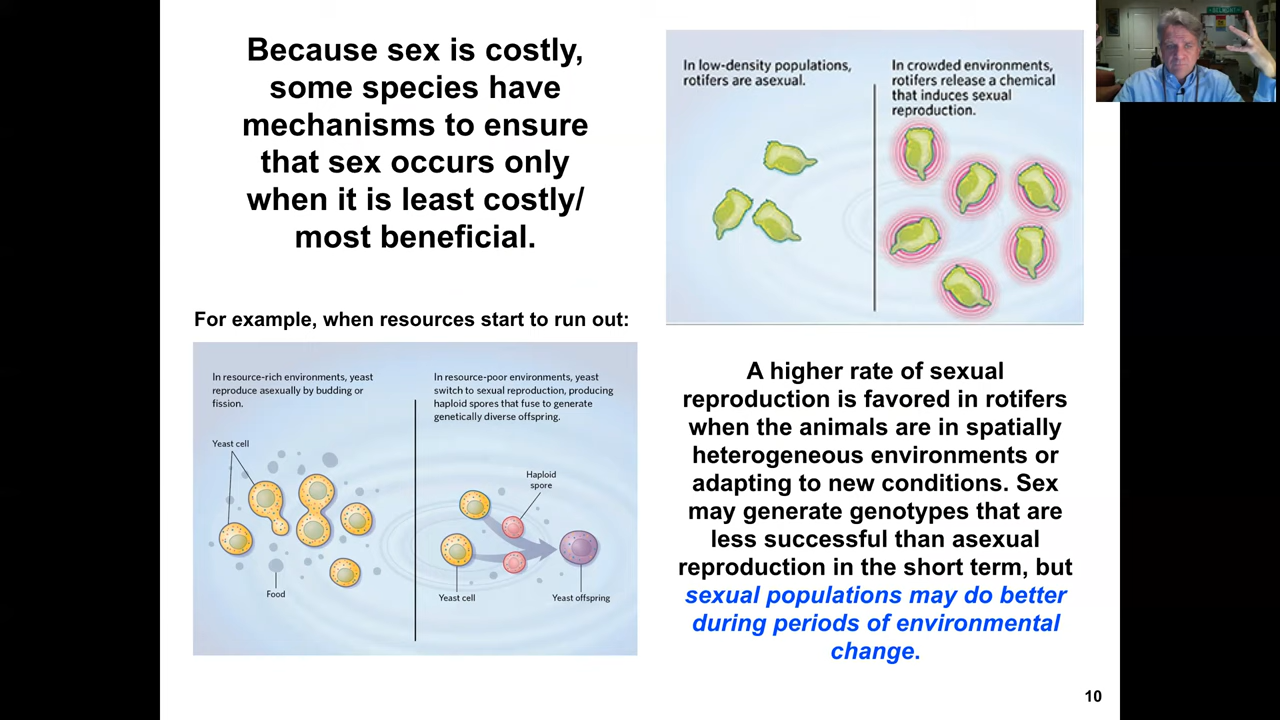 Because sex is costly,
some species have
mechanisms to ensure
that sex occurs only
when it is least costly/
most beneficial.
For example, when resources start to run out:
In resource-rich environments, yeast
reproduce asexually by budding or
fission.
Yeast cell
Food
In resource-poor environments, yeast
switch to sexual reproduction, producing
haploid spores that fuse to generate
genetically diverse offspring.
Haploid
spore
Yeast cell
Yeast offspring
In low-density populations,
rotifers are asexual.
In crowded environments,
rotifers release a chemical
that induces sexual
reproduction.
A higher rate of sexual
reproduction is favored in rotifers
when the animals are in spatially
heterogeneous environments or
adapting to new conditions. Sex
may generate genotypes that are
less successful than asexual
reproduction in the short term, but
sexual populations may do better
during periods of environmental
change.
10